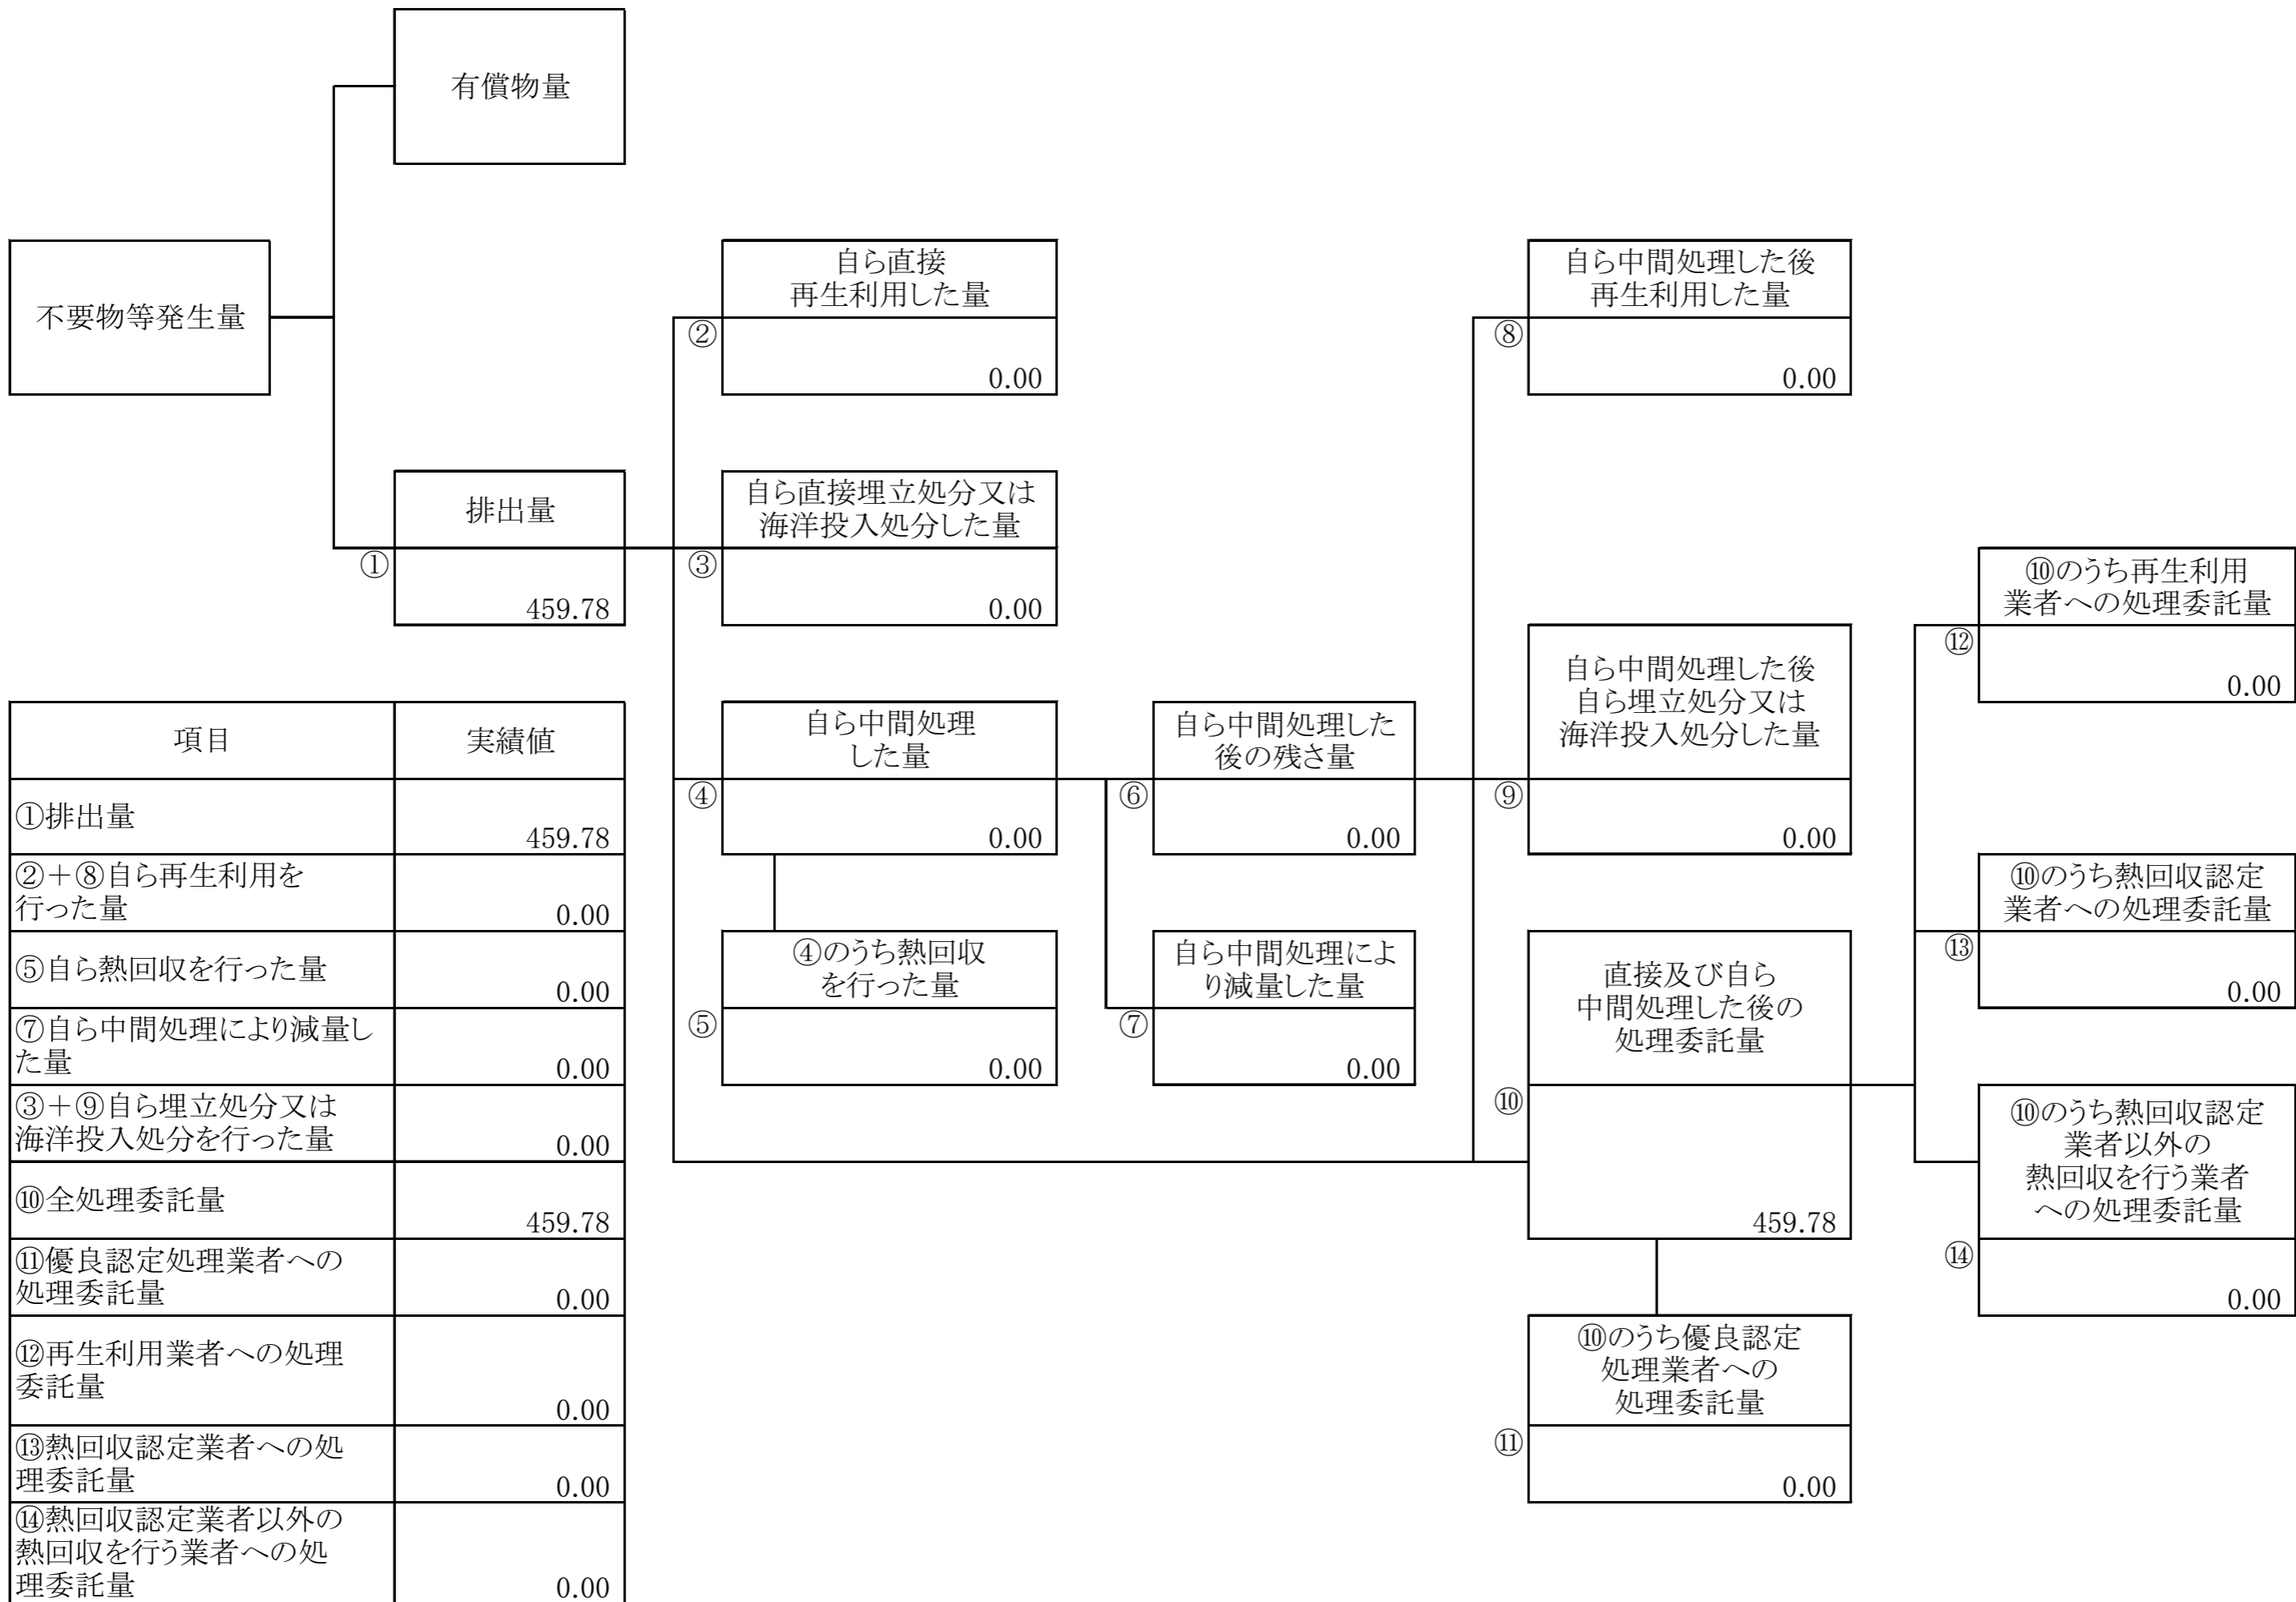 有償物量
不要物等発生量
自ら直接
再生利用した量
②
0.00
自ら中間処理した後
再生利用した量
⑧
0.00
排出量
①
459.78
自ら直接埋立処分又は
海洋投入処分した量
③
0.00
⑩のうち再生利用
業者への処理委託量
⑫
0.00
自ら中間処理
した量
④
0.00
自ら中間処理した
後の残さ量
⑥
0.00
自ら中間処理した後
自ら埋立処分又は
海洋投入処分した量
⑨
0.00
⑩のうち熱回収認定
業者への処理委託量
⑬
0.00
④のうち熱回収
を行った量
⑤
0.00
自ら中間処理によ
り減量した量
⑦
0.00
直接及び自ら
中間処理した後の
処理委託量
⑩
459.78
⑩のうち熱回収認定
業者以外の
熱回収を行う業者
への処理委託量
⑭
0.00
⑩のうち優良認定
処理業者への
処理委託量
⑪
0.00
項目 実績値
①排出量
459.78
②＋⑧自ら再生利用を
行った量
0.00
⑤自ら熱回収を行った量
0.00
⑦自ら中間処理により減量し
た量
0.00
③＋⑨自ら埋立処分又は
海洋投入処分を行った量
0.00
⑩全処理委託量
459.78
⑪優良認定処理業者への
処理委託量
0.00
⑫再生利用業者への処理
委託量
0.00
⑬熱回収認定業者への処
理委託量
0.00
⑭熱回収認定業者以外の
熱回収を行う業者への処
理委託量
0.00